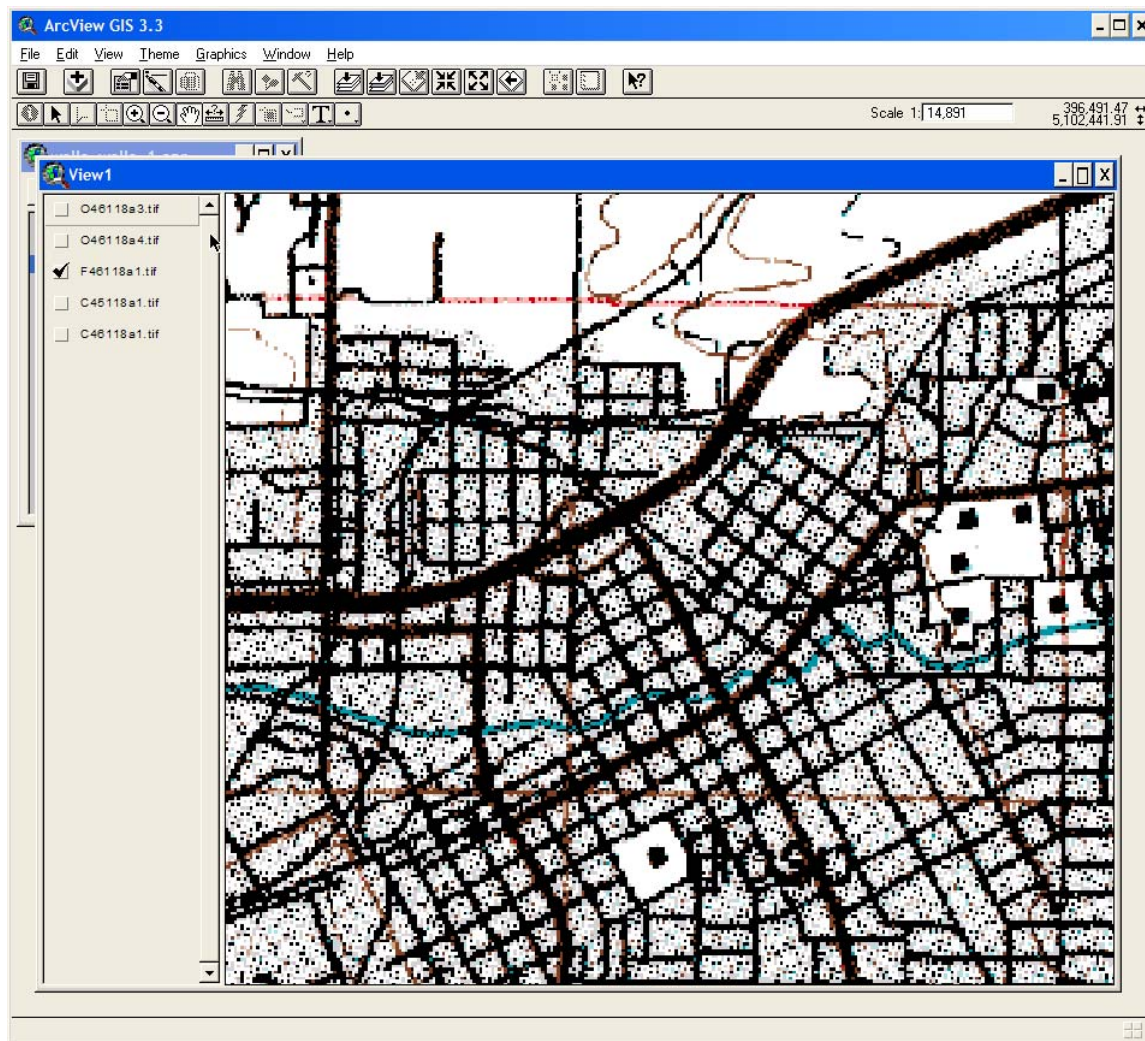 ArcView GIS 3.3
File Edit View Theme Graphics Window Help
Scale 1: 14,891
396,491.47
5,102,441.91
View1
O46118a3.tif
O46118a4.tif
F46118a1.tif
C45118a1.tif
C46118a1.tif